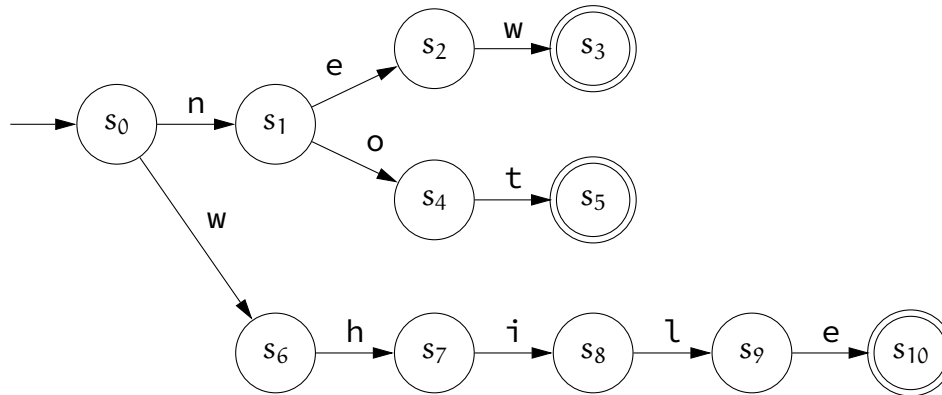 s₂ w s₃
e
n
s₀ s₁
o
t
s₄ s₅
w
h i l e
s₆ s₇ s₈ s₉ s₁₀